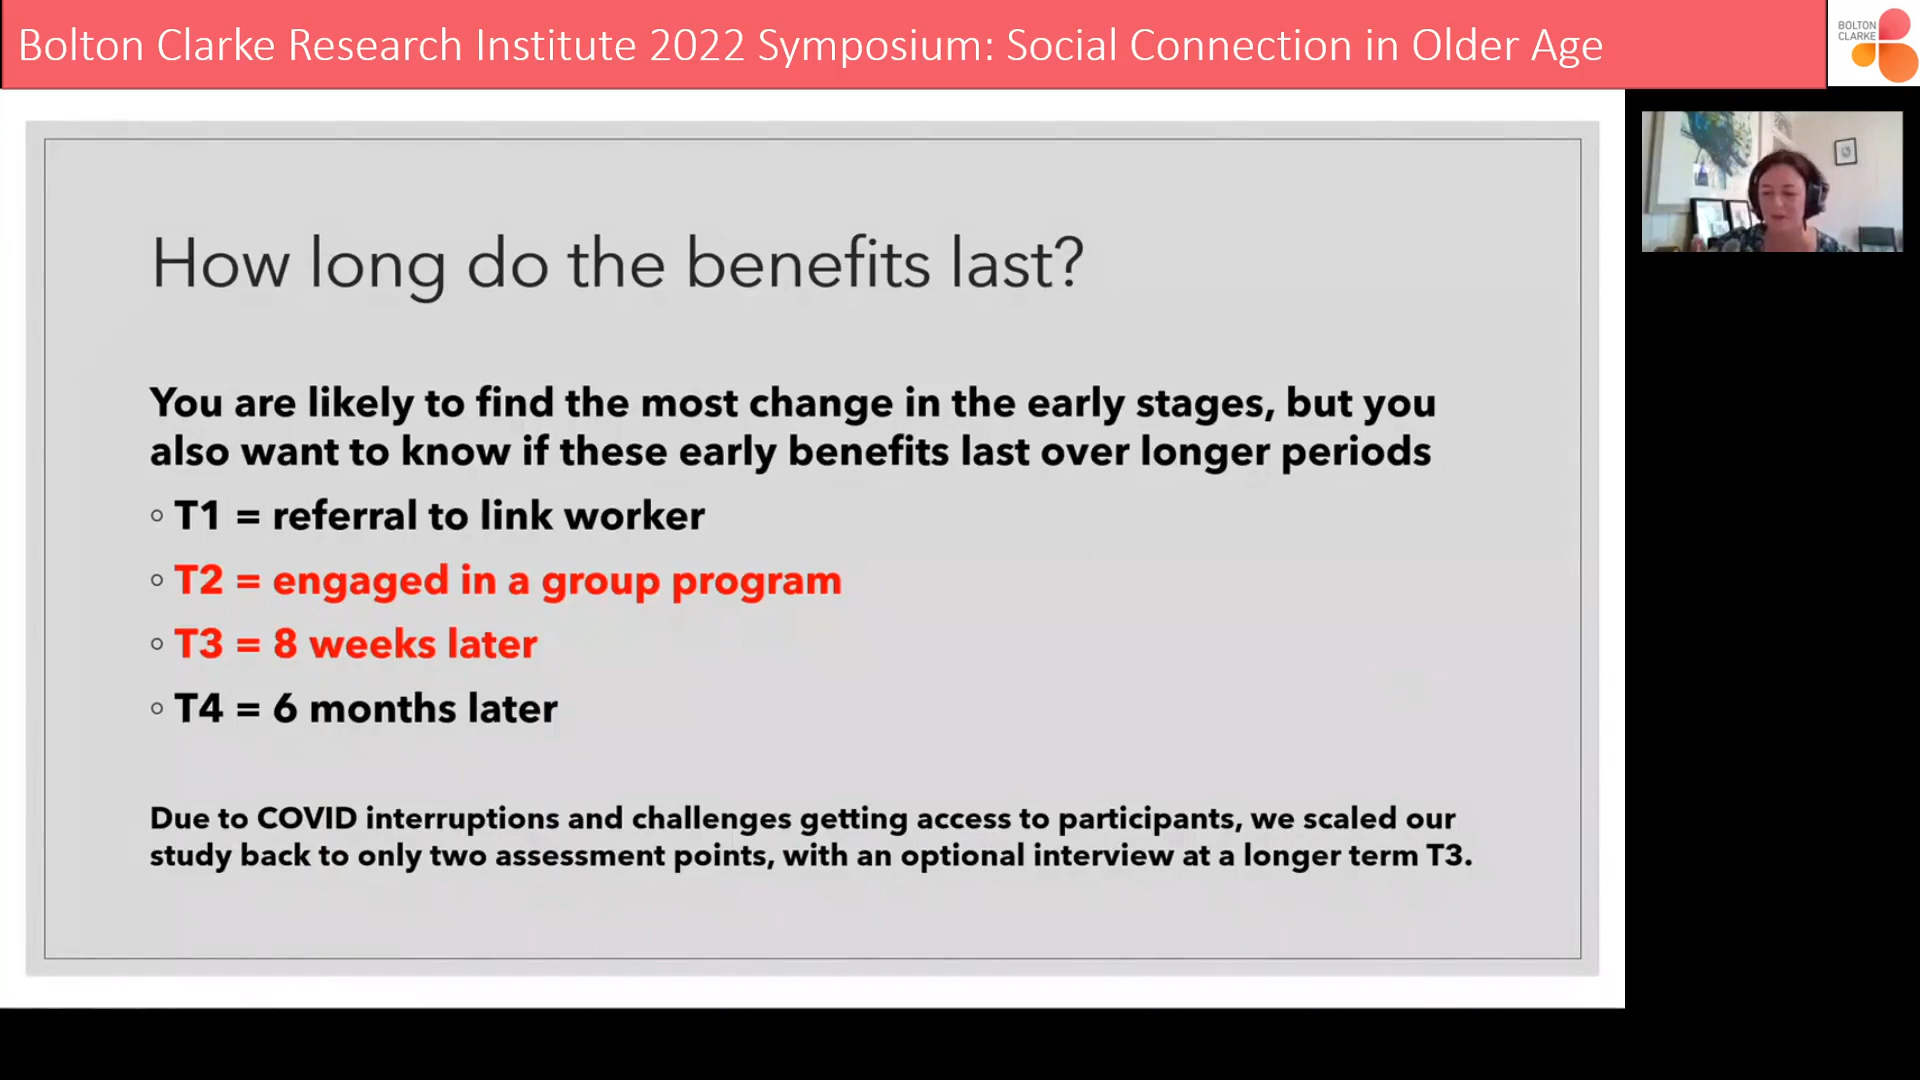 Bolton Clarke Research Institute 2022 Symposium: Social Connection in Older Age
BOLTON
CLARKE
How long do the benefits last?
You are likely to find the most change in the early stages, but you
also want to know if these early benefits last over longer periods
◦ T1 = referral to link worker
◦ T2 = engaged in a group program
◦ T3 = 8 weeks later
◦ T4 = 6 months later
Due to COVID interruptions and challenges getting access to participants, we scaled our
study back to only two assessment points, with an optional interview at a longer term T3.